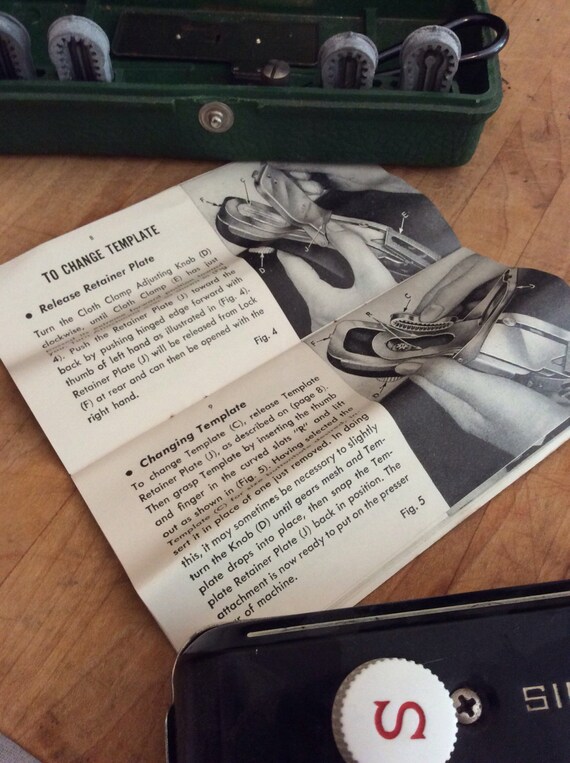 8
TO CHANGE TEMPLATE
• Release Retainer Plate
Turn the Cloth Clamp Adjusting Knob (D)
clockwise, until Cloth Clamp (E) has just
4). Push the Retainer Plate (J) toward the
back by pushing hinged edge forward with
thumb of left hand as illustrated in (Fig. 4).
Retainer Plate (J) will be released from Lock
(F) at rear and can then be opened with the
right hand.
Fig. 4
9
• Changing Template
To change Template (C), release Template
Retainer Plate (J), as described on (page 8).
Then grasp Template by inserting the thumb
and finger in the curved slots "R" and lift
out as shown in (Fig. 5). Having selected the
Template (C)
sert it in place of one just removed. In doing
this, it may sometimes be necessary to slightly
turn the Knob (D) until gears mesh and Tem-
plate drops into place, then snap the Tem-
plate Retainer Plate (J) back in position. The
attachment is now ready to put on the presser
of machine.
Fig. 5
C
J
E
D
C
J
D
S
SI